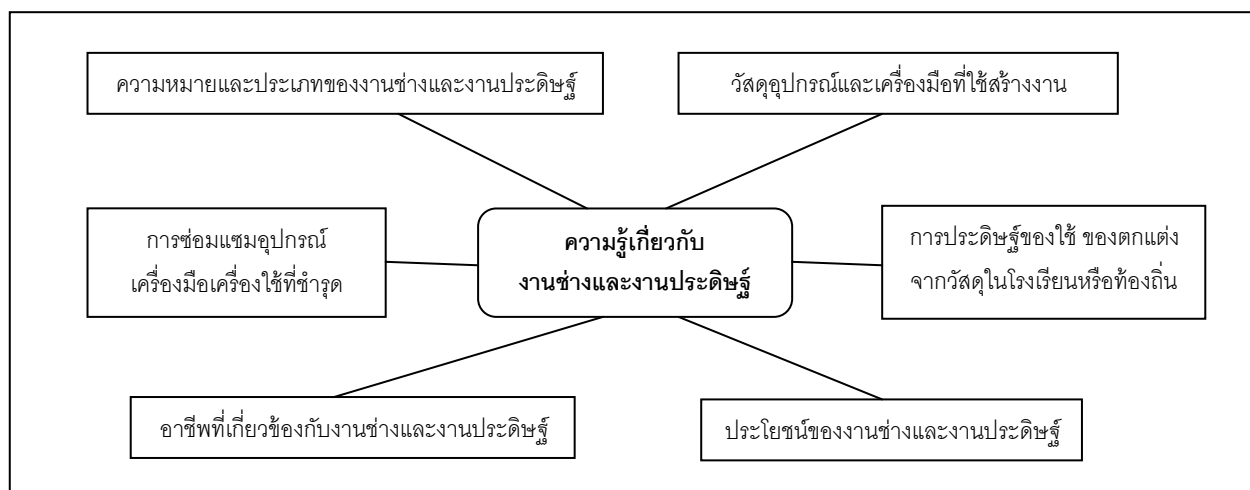 ความหมายและประเภทของงานช่างและงานประดิษฐ์
วัสดุอุปกรณ์และเครื่องมือที่ใช้สร้างงาน
การซ่อมแซมอุปกรณ์
เครื่องมือเครื่องใช้ที่ชำรุด
ความรู้เกี่ยวกับ
งานช่างและงานประดิษฐ์
การประดิษฐ์ของใช้ ของตกแต่ง
จากวัสดุในโรงเรียนหรือท้องถิ่น
อาชีพที่เกี่ยวข้องกับงานช่างและงานประดิษฐ์
ประโยชน์ของงานช่างและงานประดิษฐ์